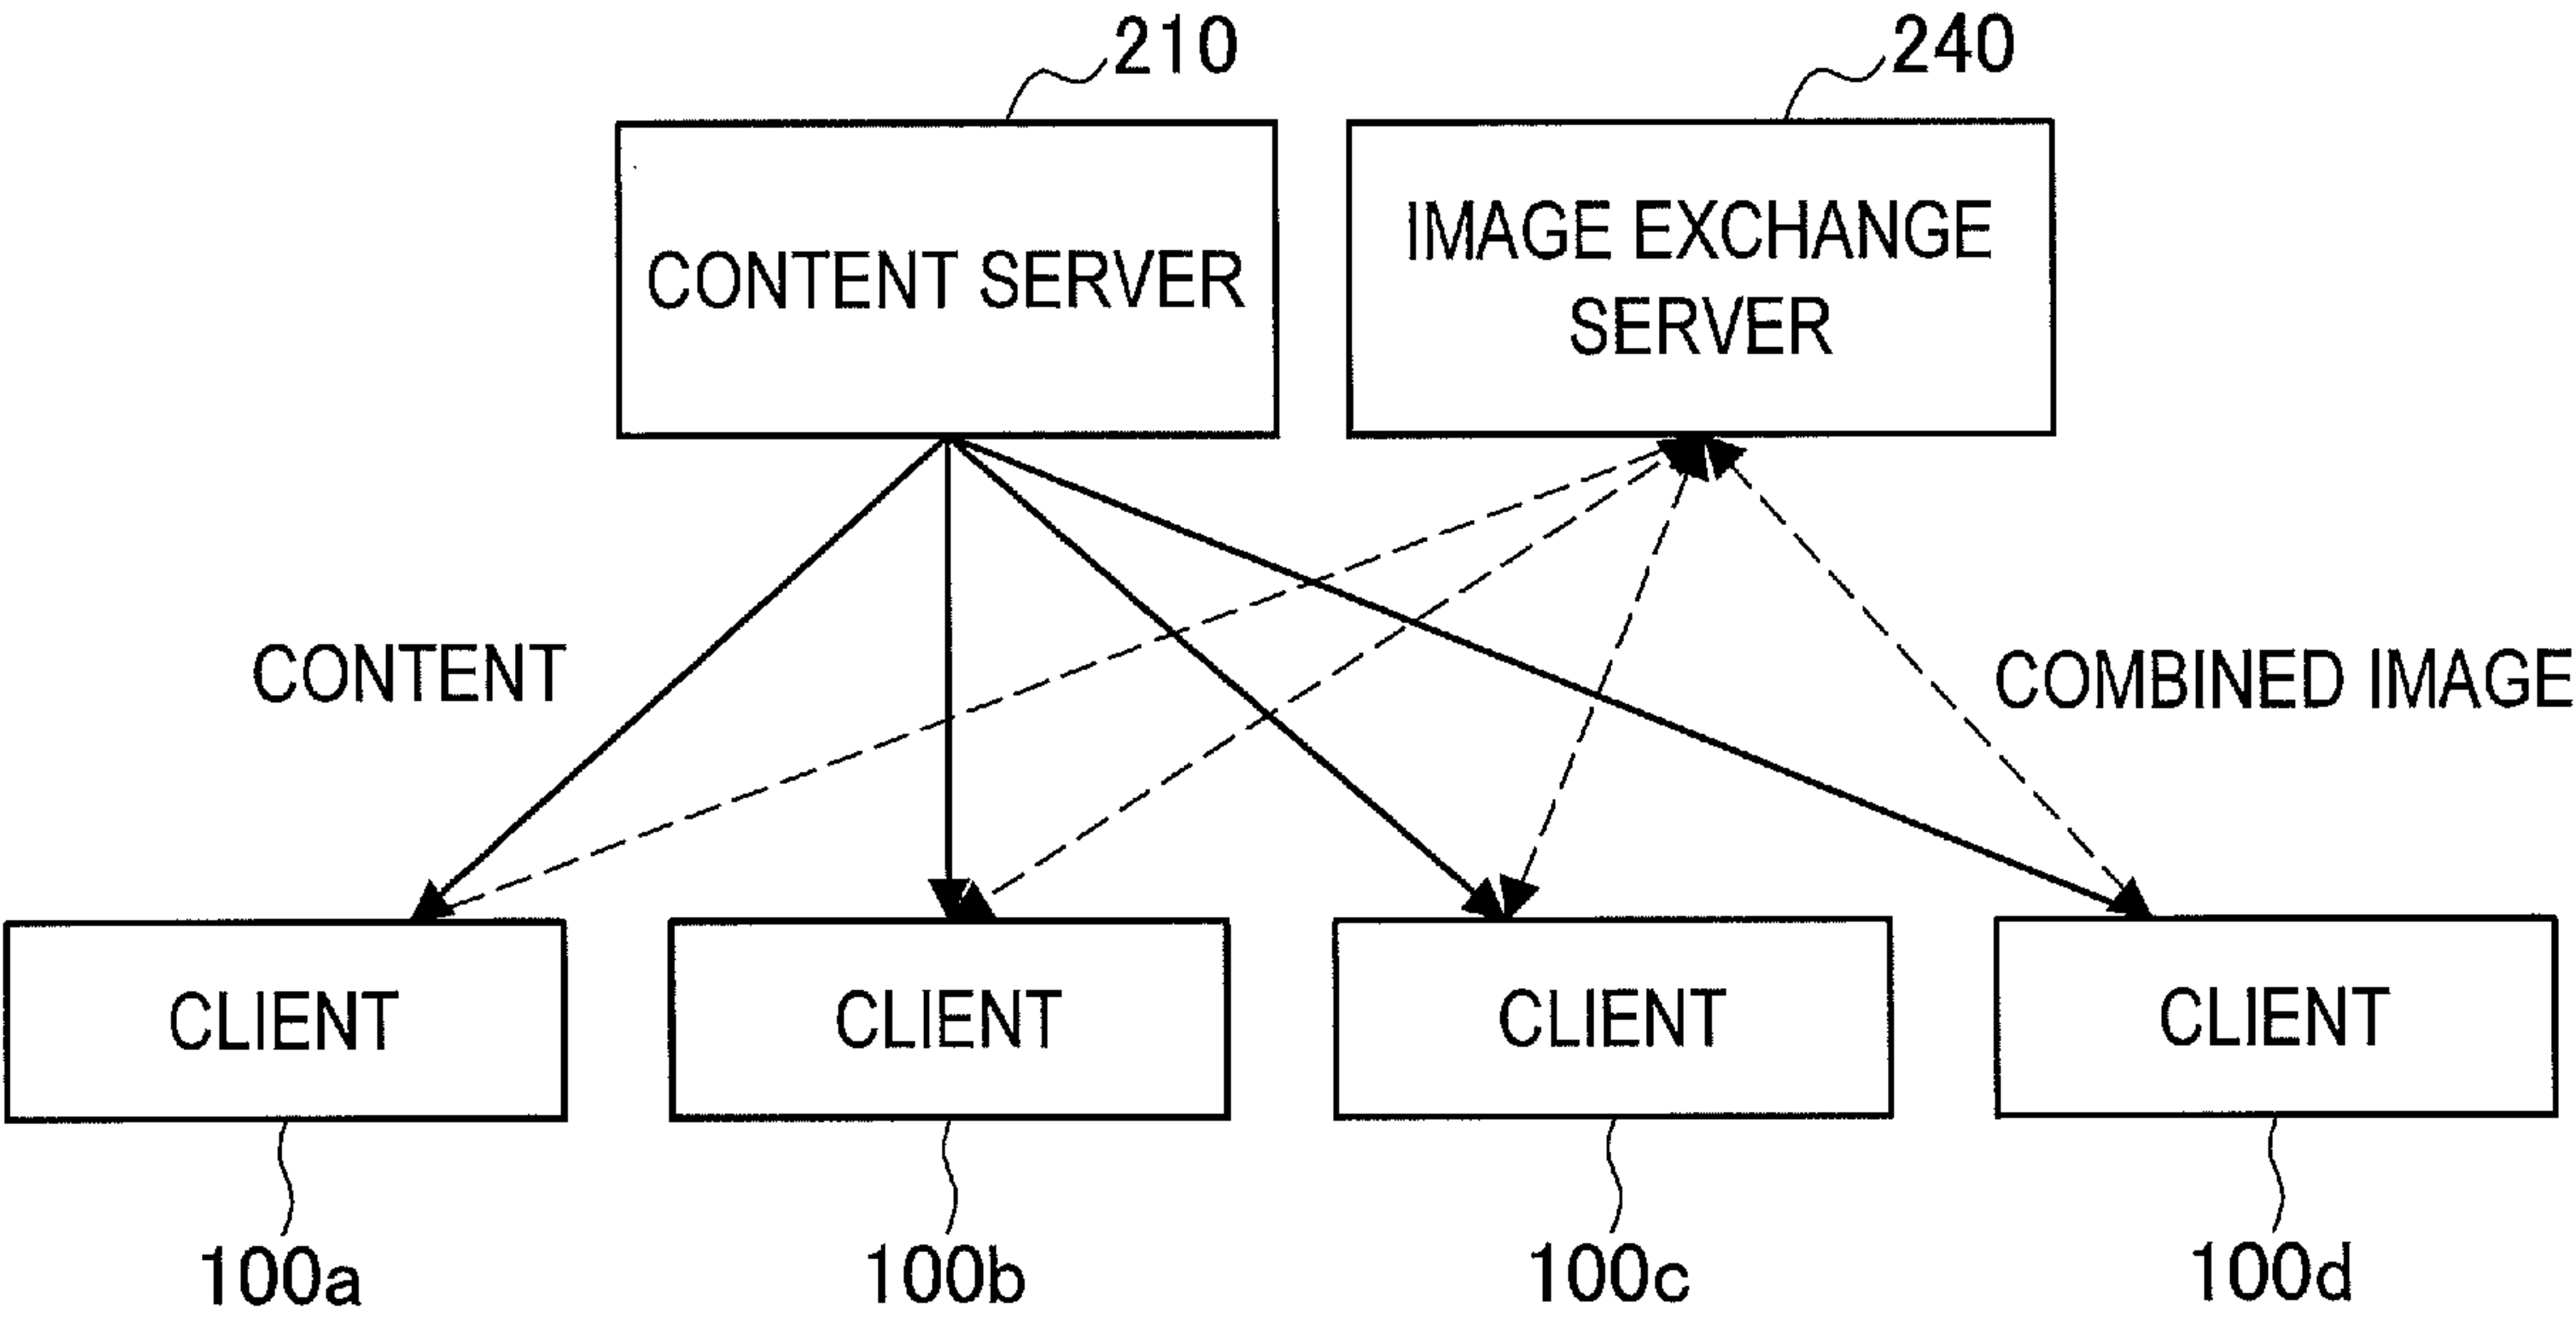 210
240
CONTENT SERVER
IMAGE EXCHANGE
SERVER
CONTENT
COMBINED IMAGE
CLIENT
CLIENT
CLIENT
CLIENT
100a
100b
100c
100d